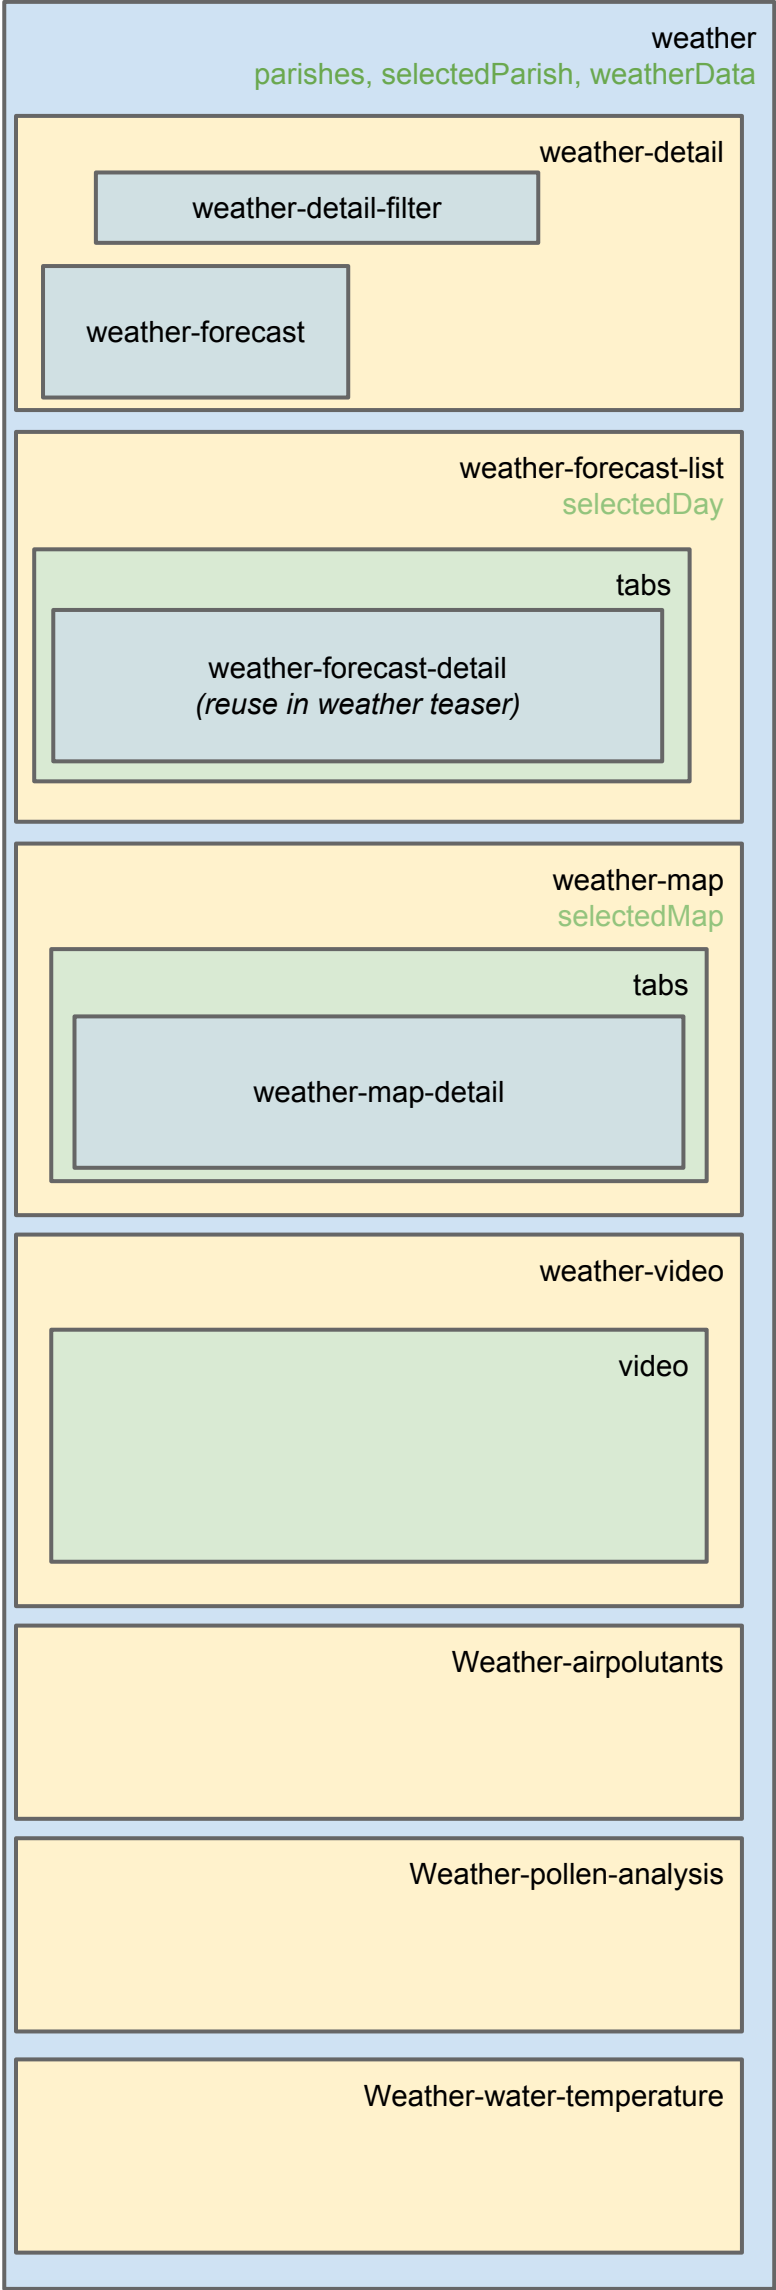 weather
parishes, selectedParish, weatherData
weather-detail
weather-detail-filter
weather-forecast
weather-forecast-list
selectedDay
tabs
weather-forecast-detail
(reuse in weather teaser)
weather-map
selectedMap
tabs
weather-map-detail
weather-video
video
Weather-airpolutants
Weather-pollen-analysis
Weather-water-temperature